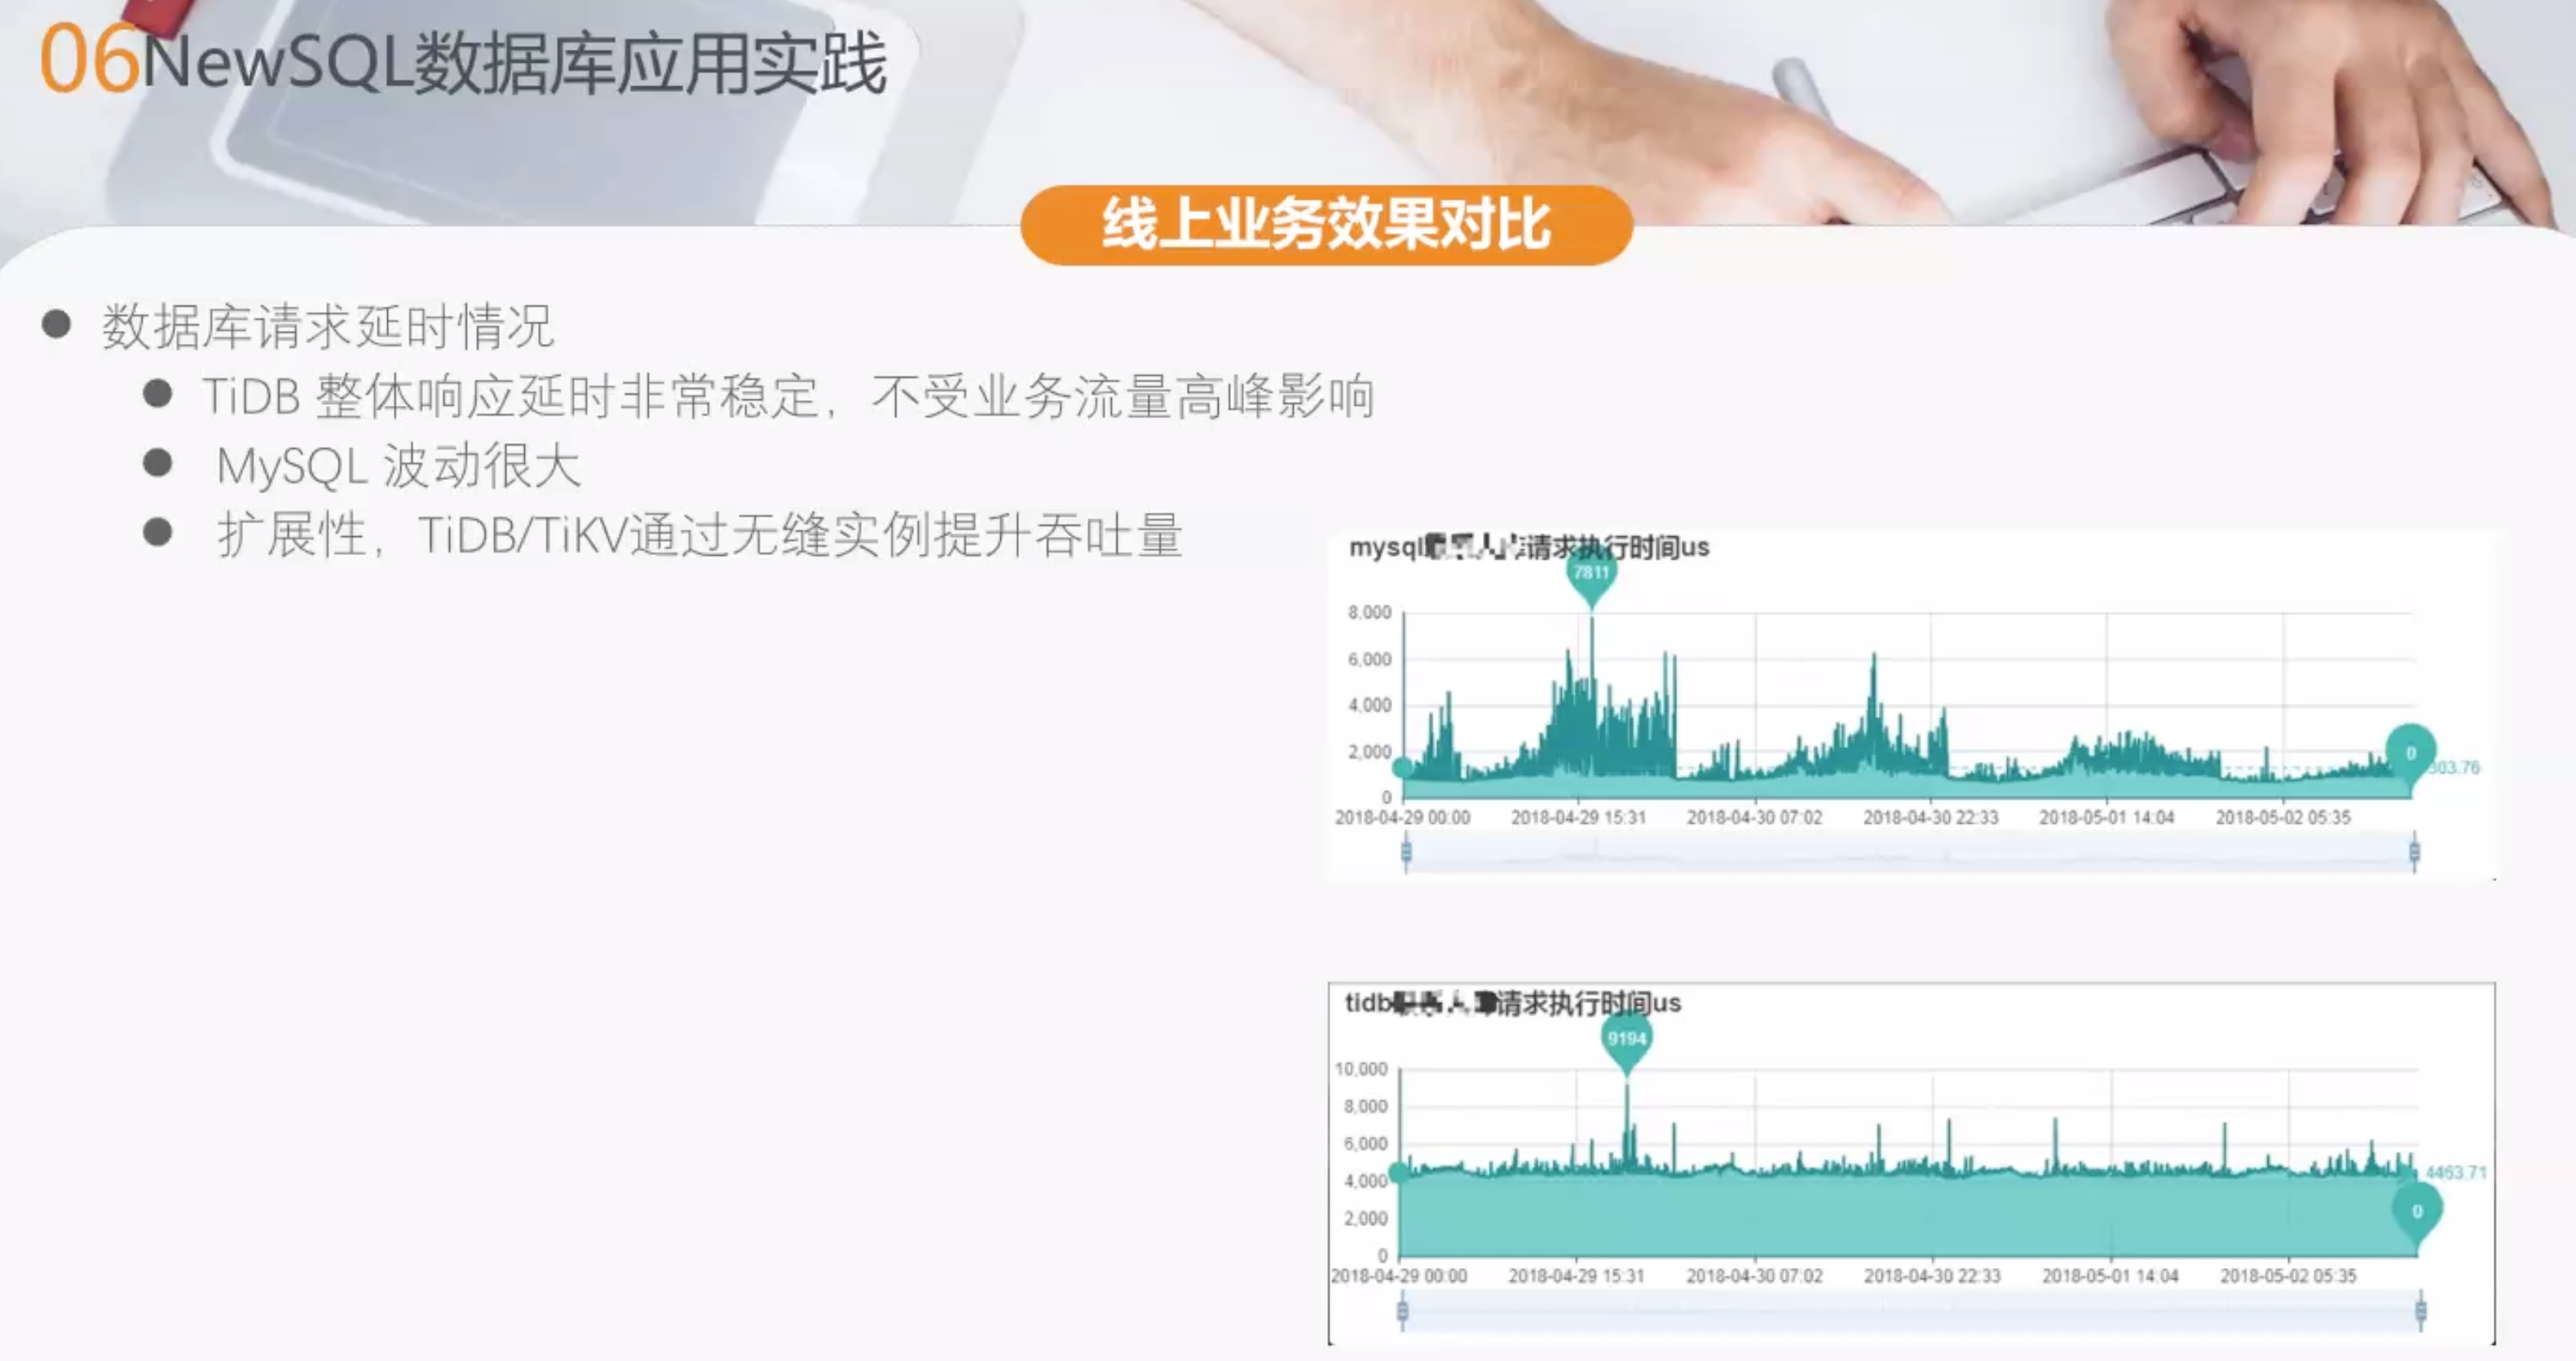 06NewSQL数据库应用实践
线上业务效果对比
数据库请求延时情况
TiDB 整体响应延时非常稳定，不受业务流量高峰影响
MySQL 波动很大
扩展性，TiDB/TiKV通过无缝实例提升吞吐量
mysql 请求执行时间us
7811
8,000
6,000
4,000
2,000
0
0
303.76
2018-04-29 00:00 2018-04-29 15:31 2018-04-30 07:02 2018-04-30 22:33 2018-05-01 14:04 2018-05-02 05:35
tidb 请求执行时间us
9194
10,000
8,000
6,000
4,000
2,000
0
4463.71
0
2018-04-29 00:00 2018-04-29 15:31 2018-04-30 07:02 2018-04-30 22:33 2018-05-01 14:04 2018-05-02 05:35